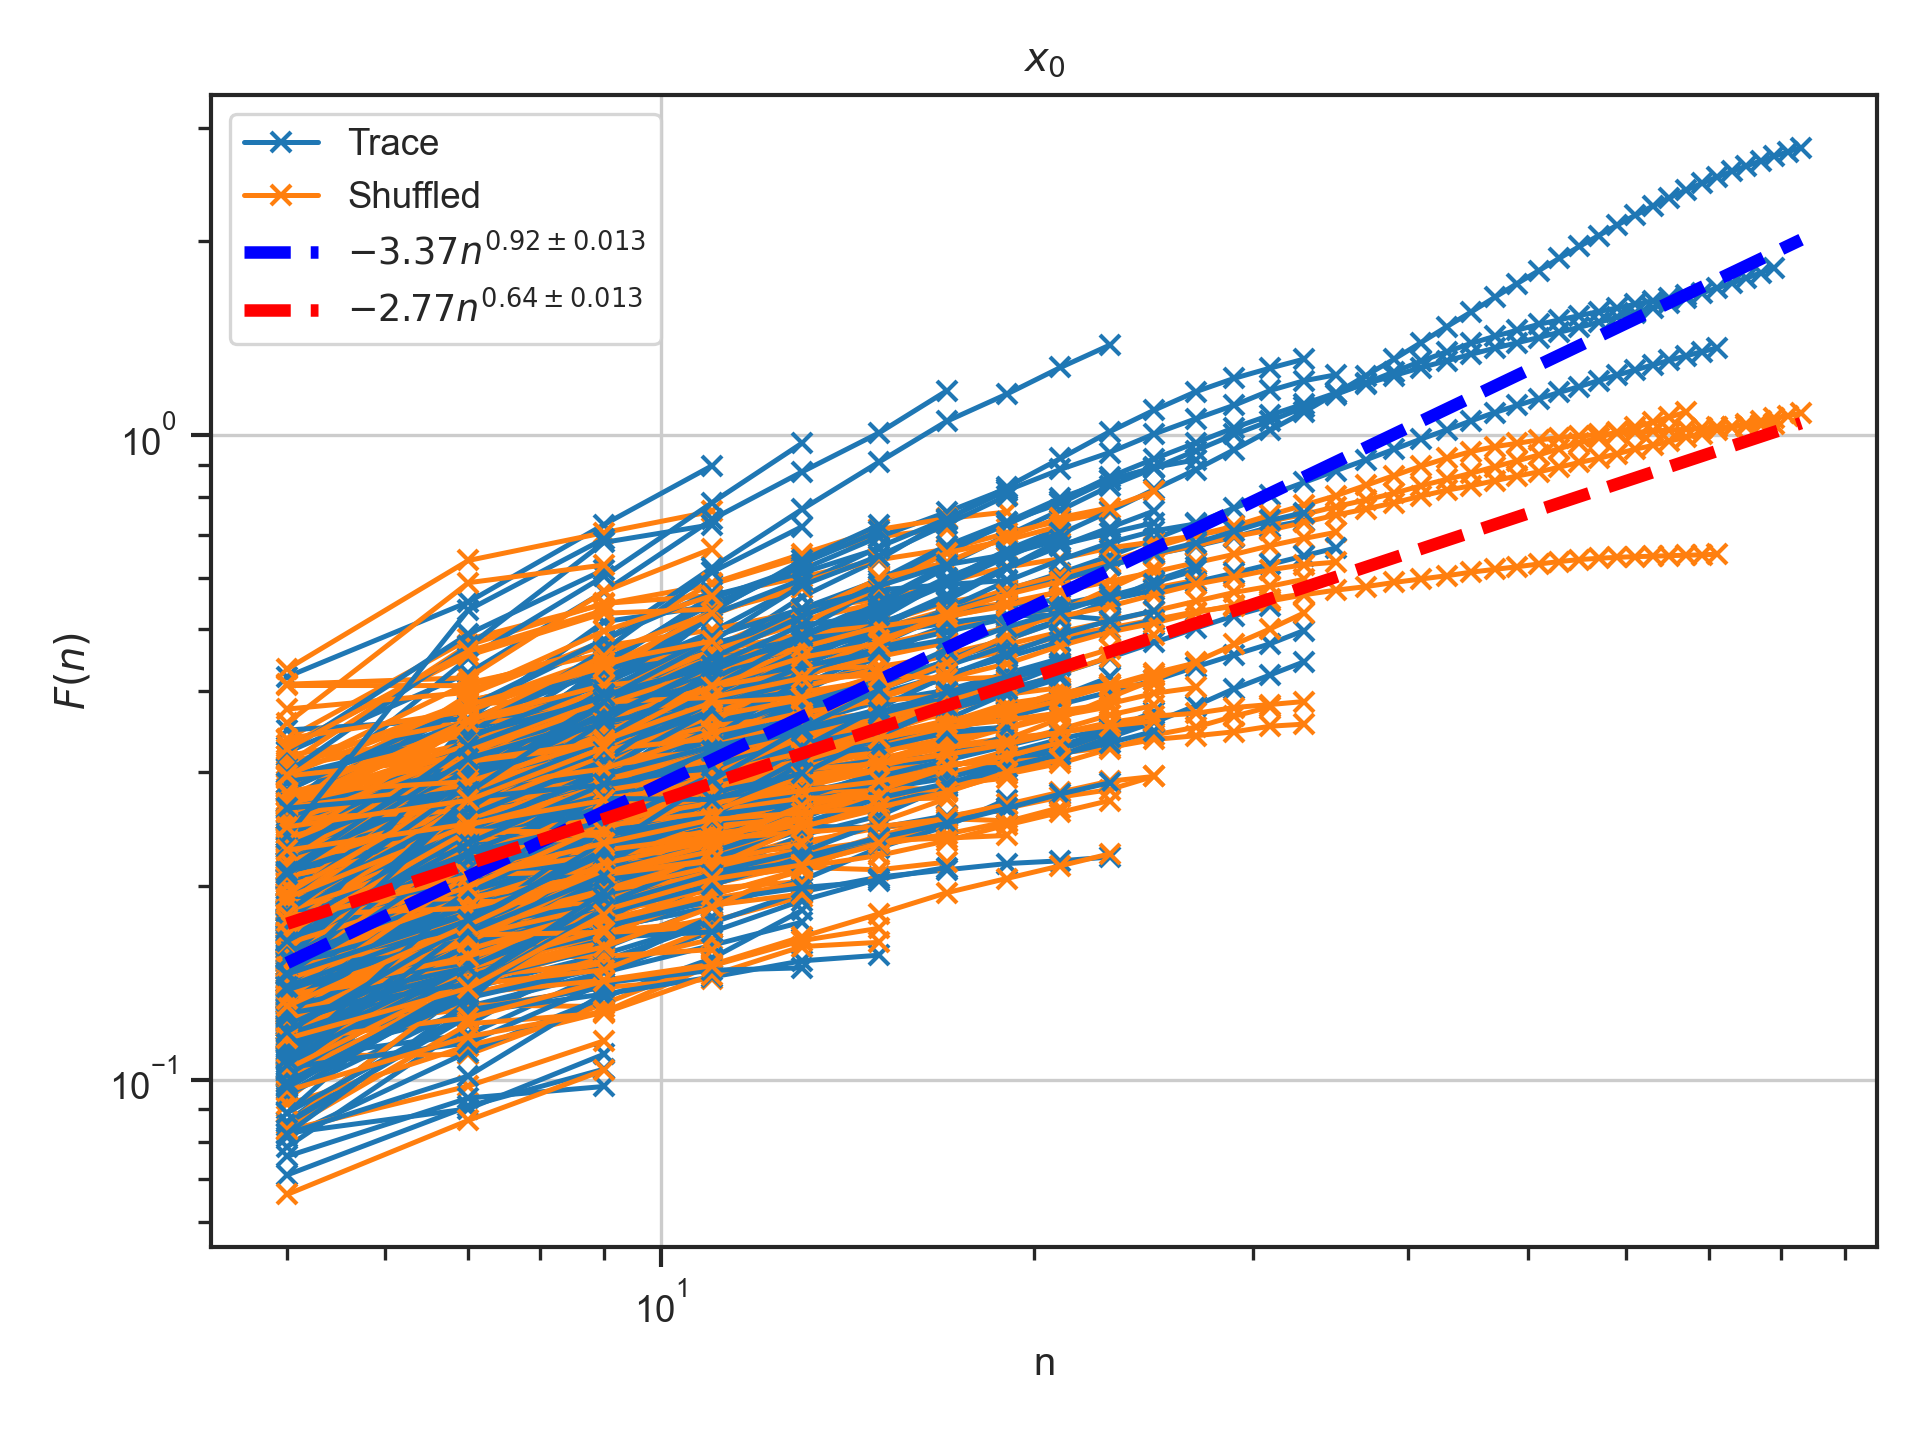 x₀
Trace
Shuffled
−3.37n^0.92±0.013
−2.77n^0.64±0.013
F(n)
10⁰
10⁻¹
10¹
n